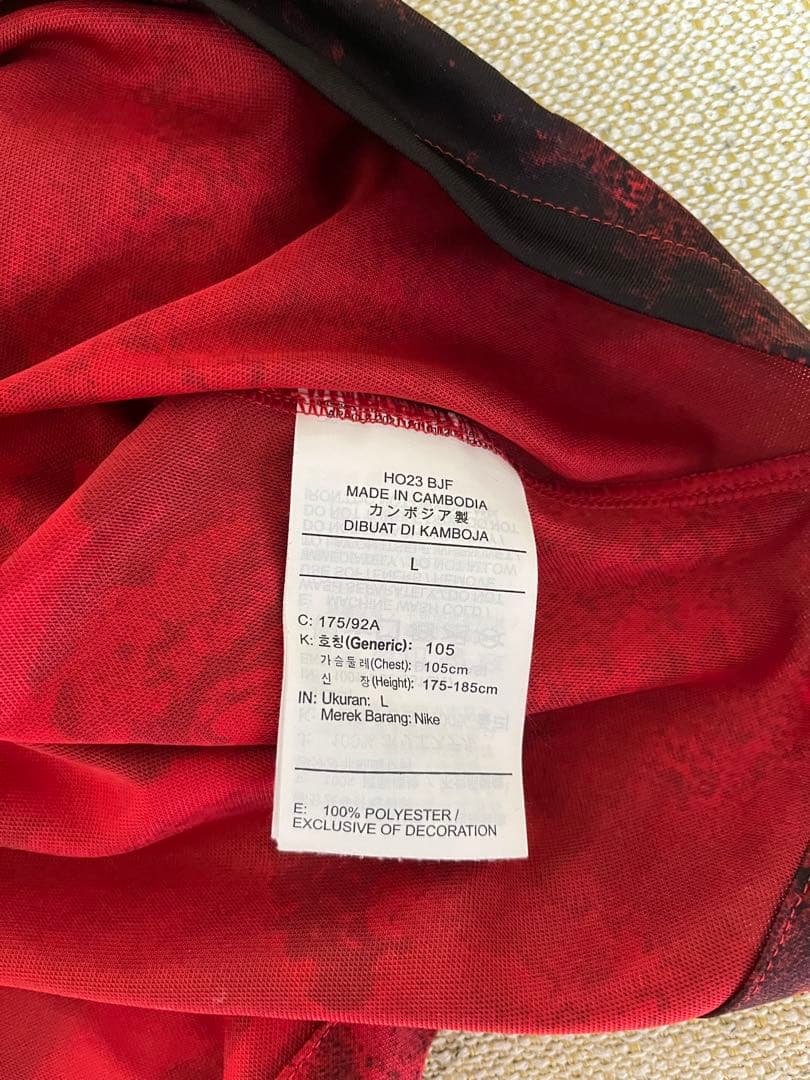 HO23 BJF
MADE IN CAMBODIA
カンボジア製
DIBUAT DI KAMBOJA
L
C: 175/92A
K: 호칭(Generic): 105
가슴둘레(Chest): 105cm
신 장(Height): 175-185cm
IN: Ukuran: L
Merek Barang: Nike
E: 100% POLYESTER /
EXCLUSIVE OF DECORATION